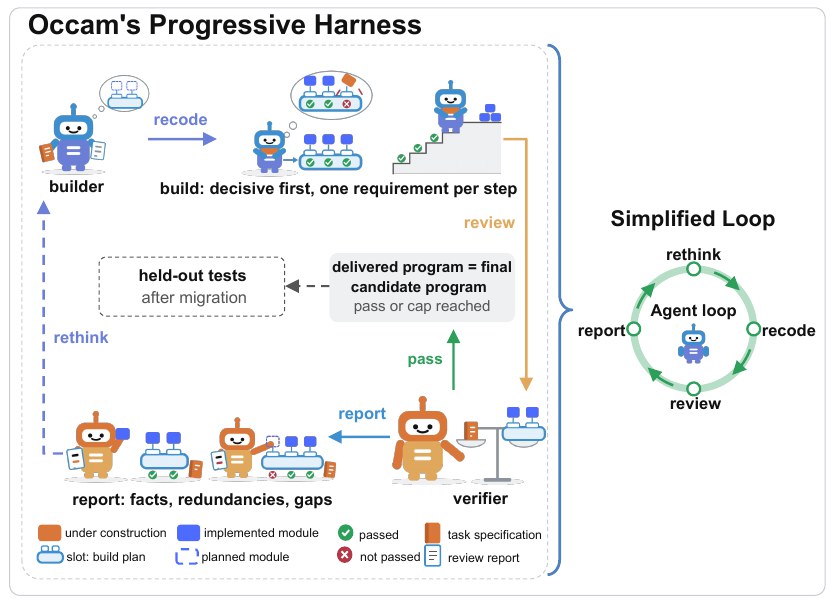 Occam's Progressive Harness
recode
builder
build: decisive first, one requirement per step
review
held-out tests
after migration
delivered program = final
candidate program
pass or cap reached
rethink
pass
report
report: facts, redundancies, gaps
verifier
under construction
implemented module
passed
task specification
slot: build plan
planned module
not passed
review report
Simplified Loop
rethink
Agent loop
report
recode
review